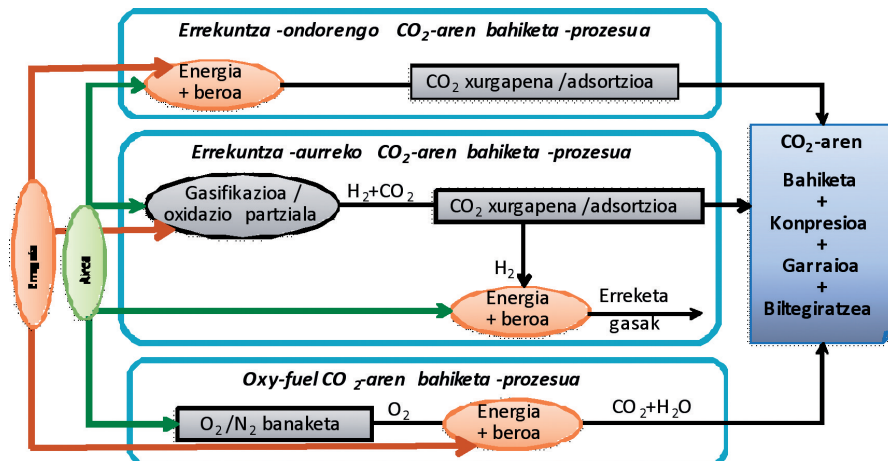 Errekuntza -ondorengo CO2-aren bahiketa -prozesua
Energia
+ beroa
CO2 xurgapena /adsortzioa
Errekuntza -aurreko CO2-aren bahiketa -prozesua
Gasifikazioa /
oxidazio partziala
H2+CO2
CO2 xurgapena /adsortzioa
H2
Energia
+ beroa
Erreketa
gasak
Oxy-fuel CO 2-aren bahiketa -prozesua
O2 /N2 banaketa
O2
Energia
+ beroa
CO2+H2O
CO2-aren
Bahiketa
+
Konpresioa
+
Garraioa
+
Biltegiratzea
Airea